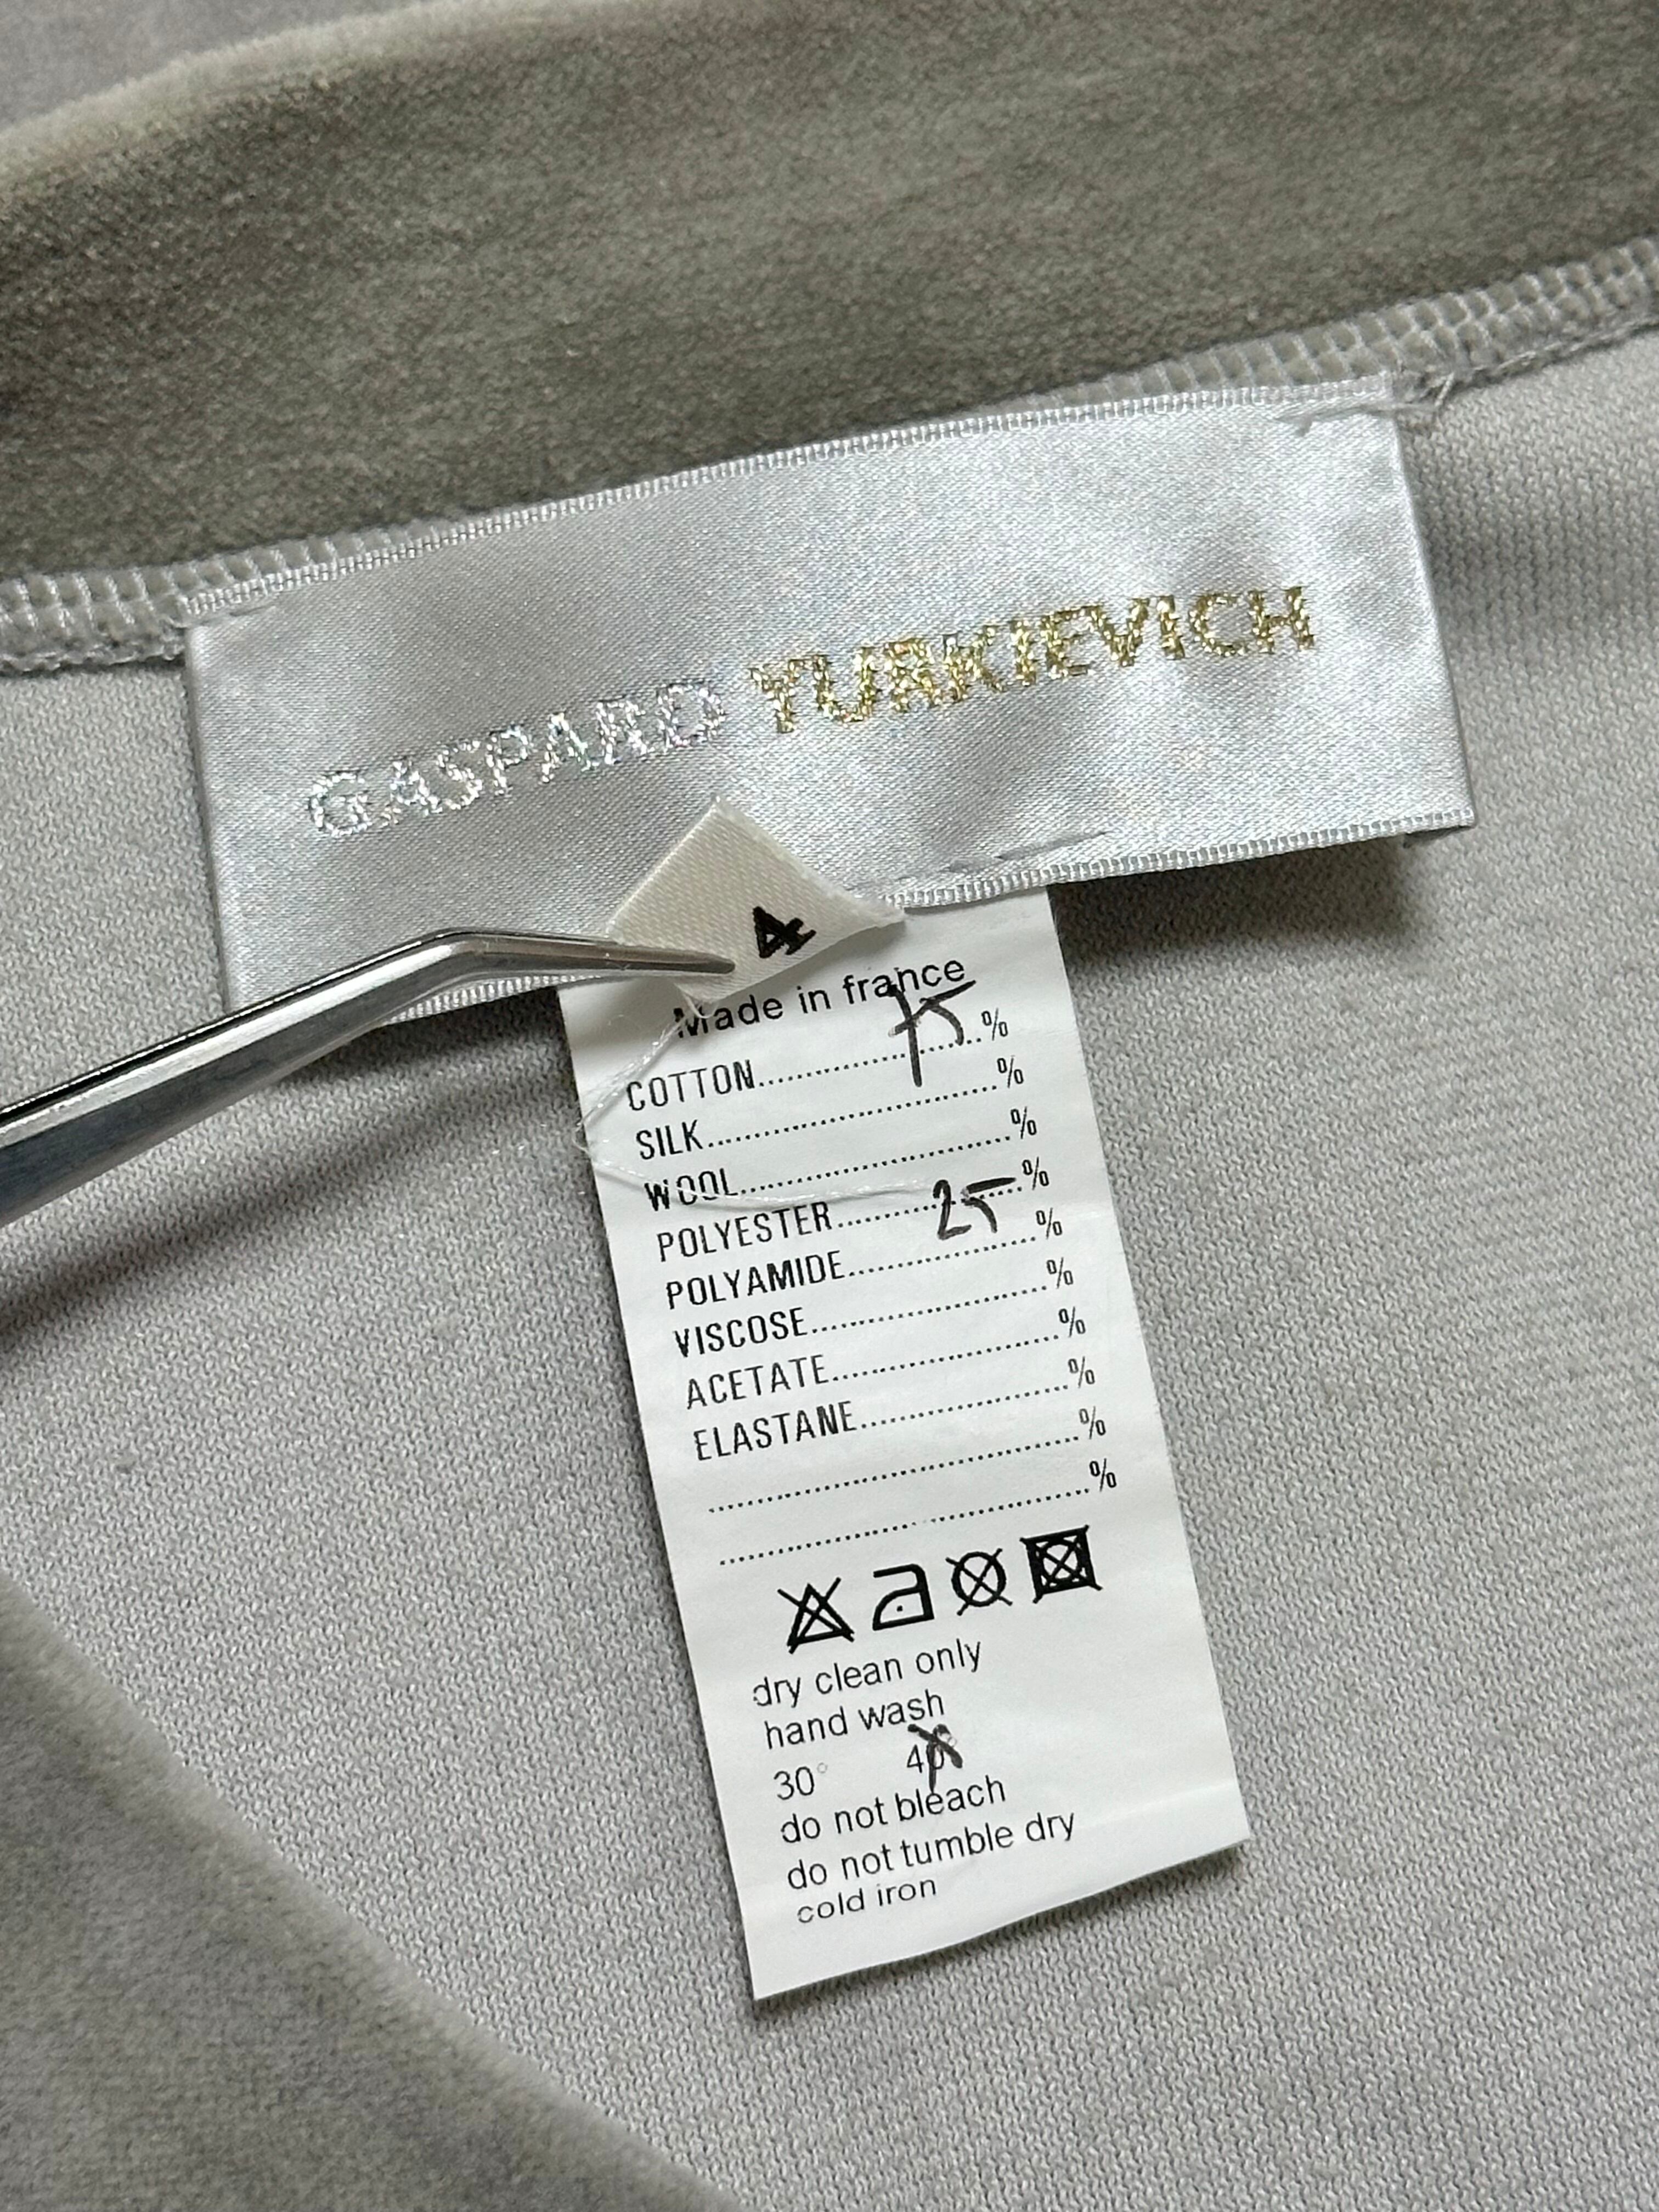 GASPARD YURKIEVICH
4
Made in france
COTTON....................75...%
SILK..............................%
WOOL............................%
POLYESTER...........25......%
POLYAMIDE....................%
VISCOSE.........................%
ACETATE........................%
ELASTANE......................%
.......................................%
.......................................%
dry clean only
hand wash
30° 40°
do not bleach
do not tumble dry
cold iron